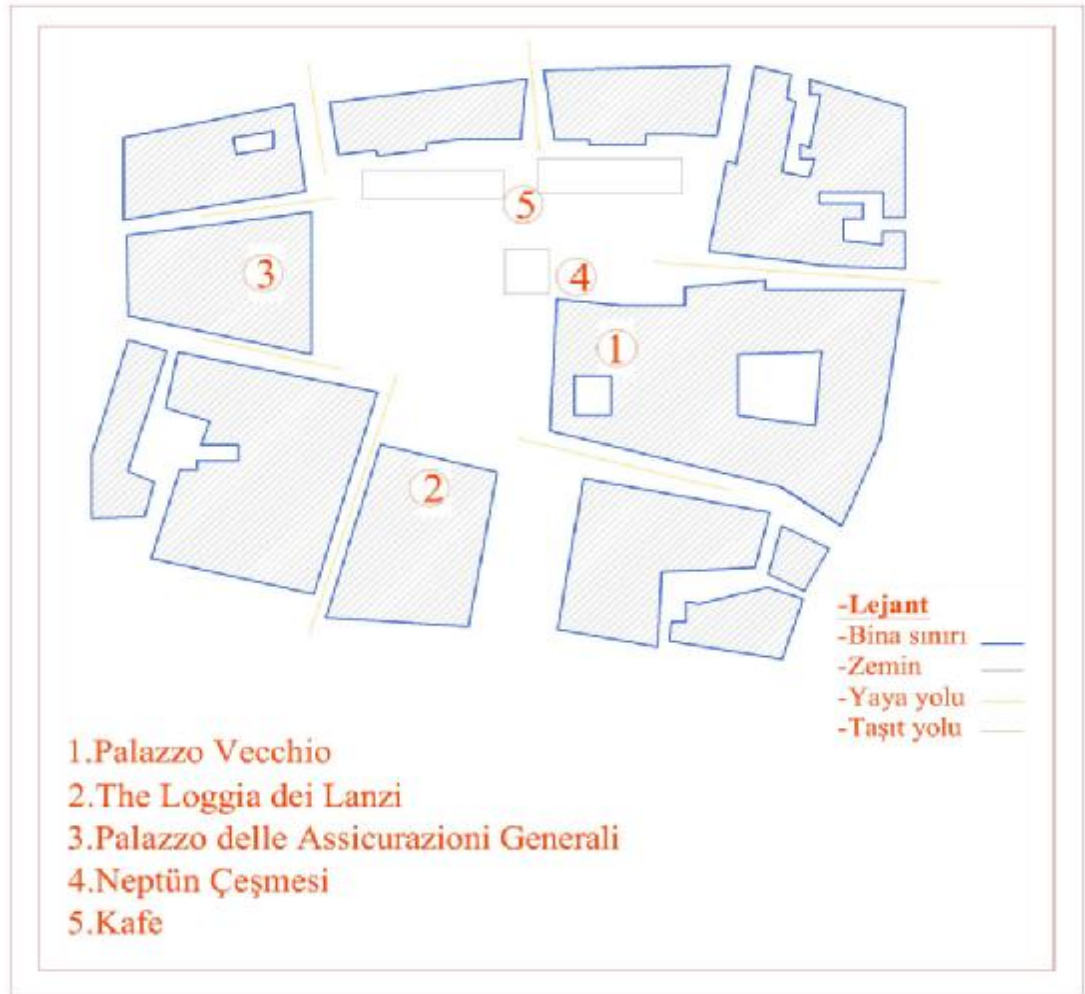 5
4
3
1
2
-Lejant
-Bina sınırı
-Zemin
-Yaya yolu
-Taşıt yolu
1.Palazzo Vecchio
2.The Loggia dei Lanzi
3.Palazzo delle Assicurazioni Generali
4.Neptün Çeşmesi
5.Kafe